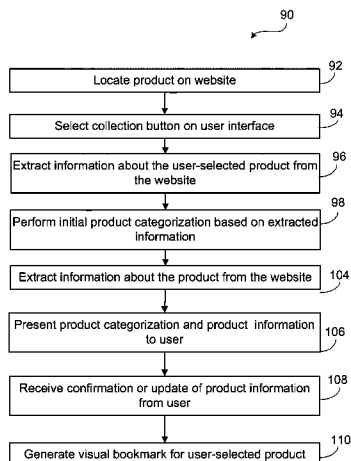 90
92
Locate product on website
94
Select collection button on user interface
96
Extract information about the user-selected product from
the website
98
Perform initial product categorization based on extracted
information
Extract information about the product from the website
104
Present product categorization and product information
to user
106
108
Receive confirmation or update of product information
from user
110
Generate visual bookmark for user-selected product